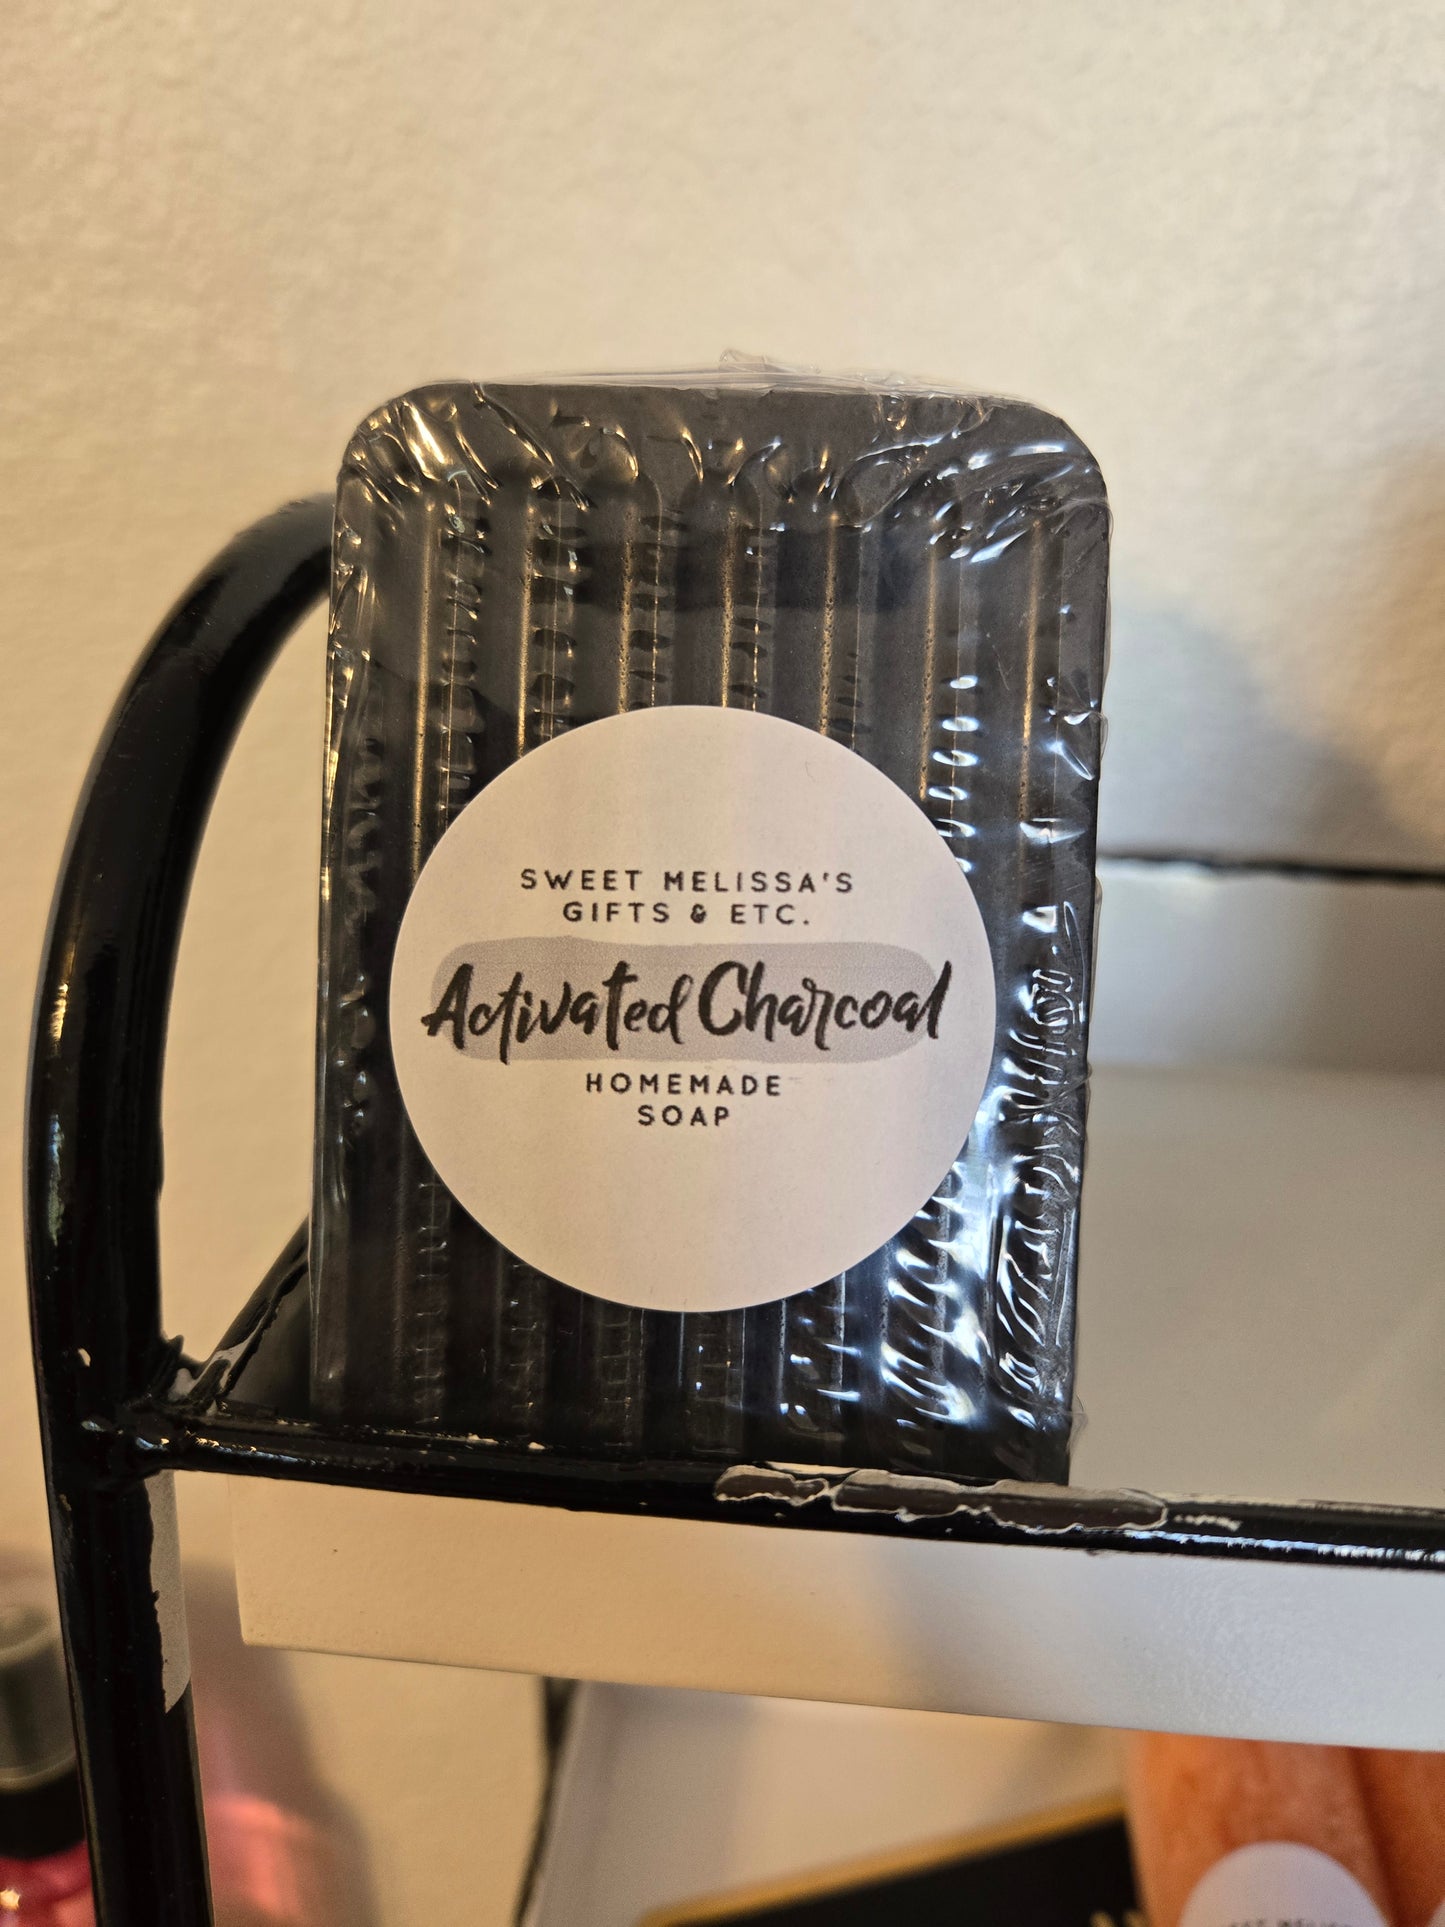 SWEET MELISSA'S
GIFTS & ETC.
Activated Charcoal
HOMEMADE
SOAP